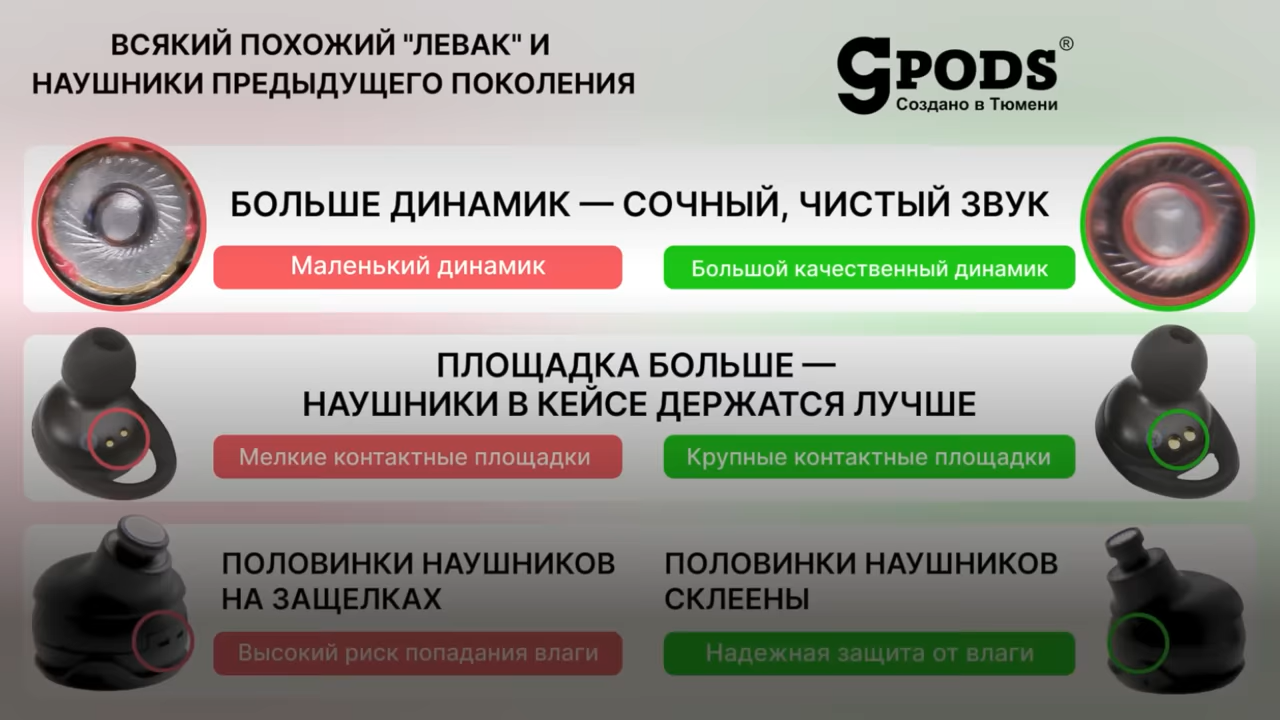 ВСЯКИЙ ПОХОЖИЙ "ЛЕВАК" И
НАУШНИКИ ПРЕДЫДУЩЕГО ПОКОЛЕНИЯ
gPODS®
Создано в Тюмени
БОЛЬШЕ ДИНАМИК — СОЧНЫЙ, ЧИСТЫЙ ЗВУК
Маленький динамик
Большой качественный динамик
ПЛОЩАДКА БОЛЬШЕ —
НАУШНИКИ В КЕЙСЕ ДЕРЖАТСЯ ЛУЧШЕ
Мелкие контактные площадки
Крупные контактные площадки
ПОЛОВИНКИ НАУШНИКОВ
НА ЗАЩЕЛКАХ
Высокий риск попадания влаги
ПОЛОВИНКИ НАУШНИКОВ
СКЛЕЕНЫ
Надежная защита от влаги